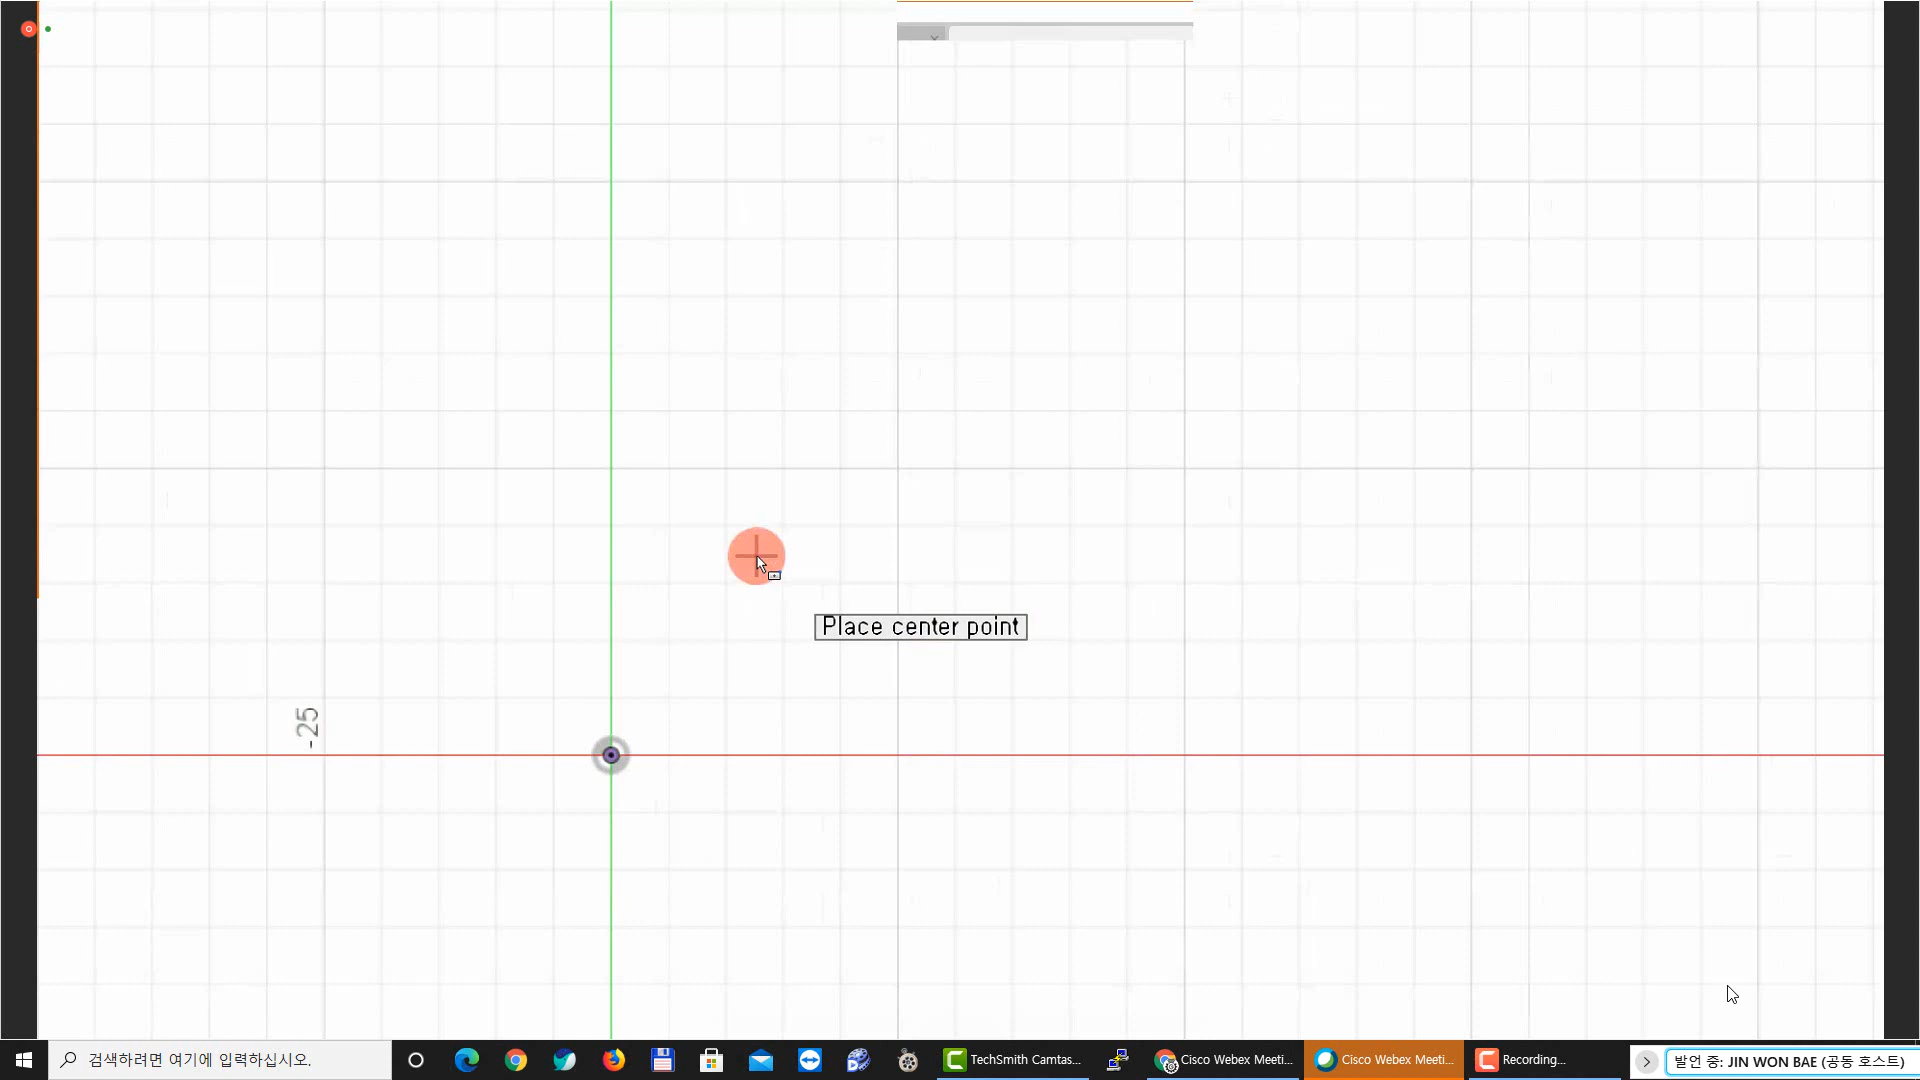 Place center point
-25
검색하려면 여기에 입력하십시오.
TechSmith Camtas...
Cisco Webex Meeti...
Cisco Webex Meeti...
Recording...
발언 중: JIN WON BAE (공동 호스트)